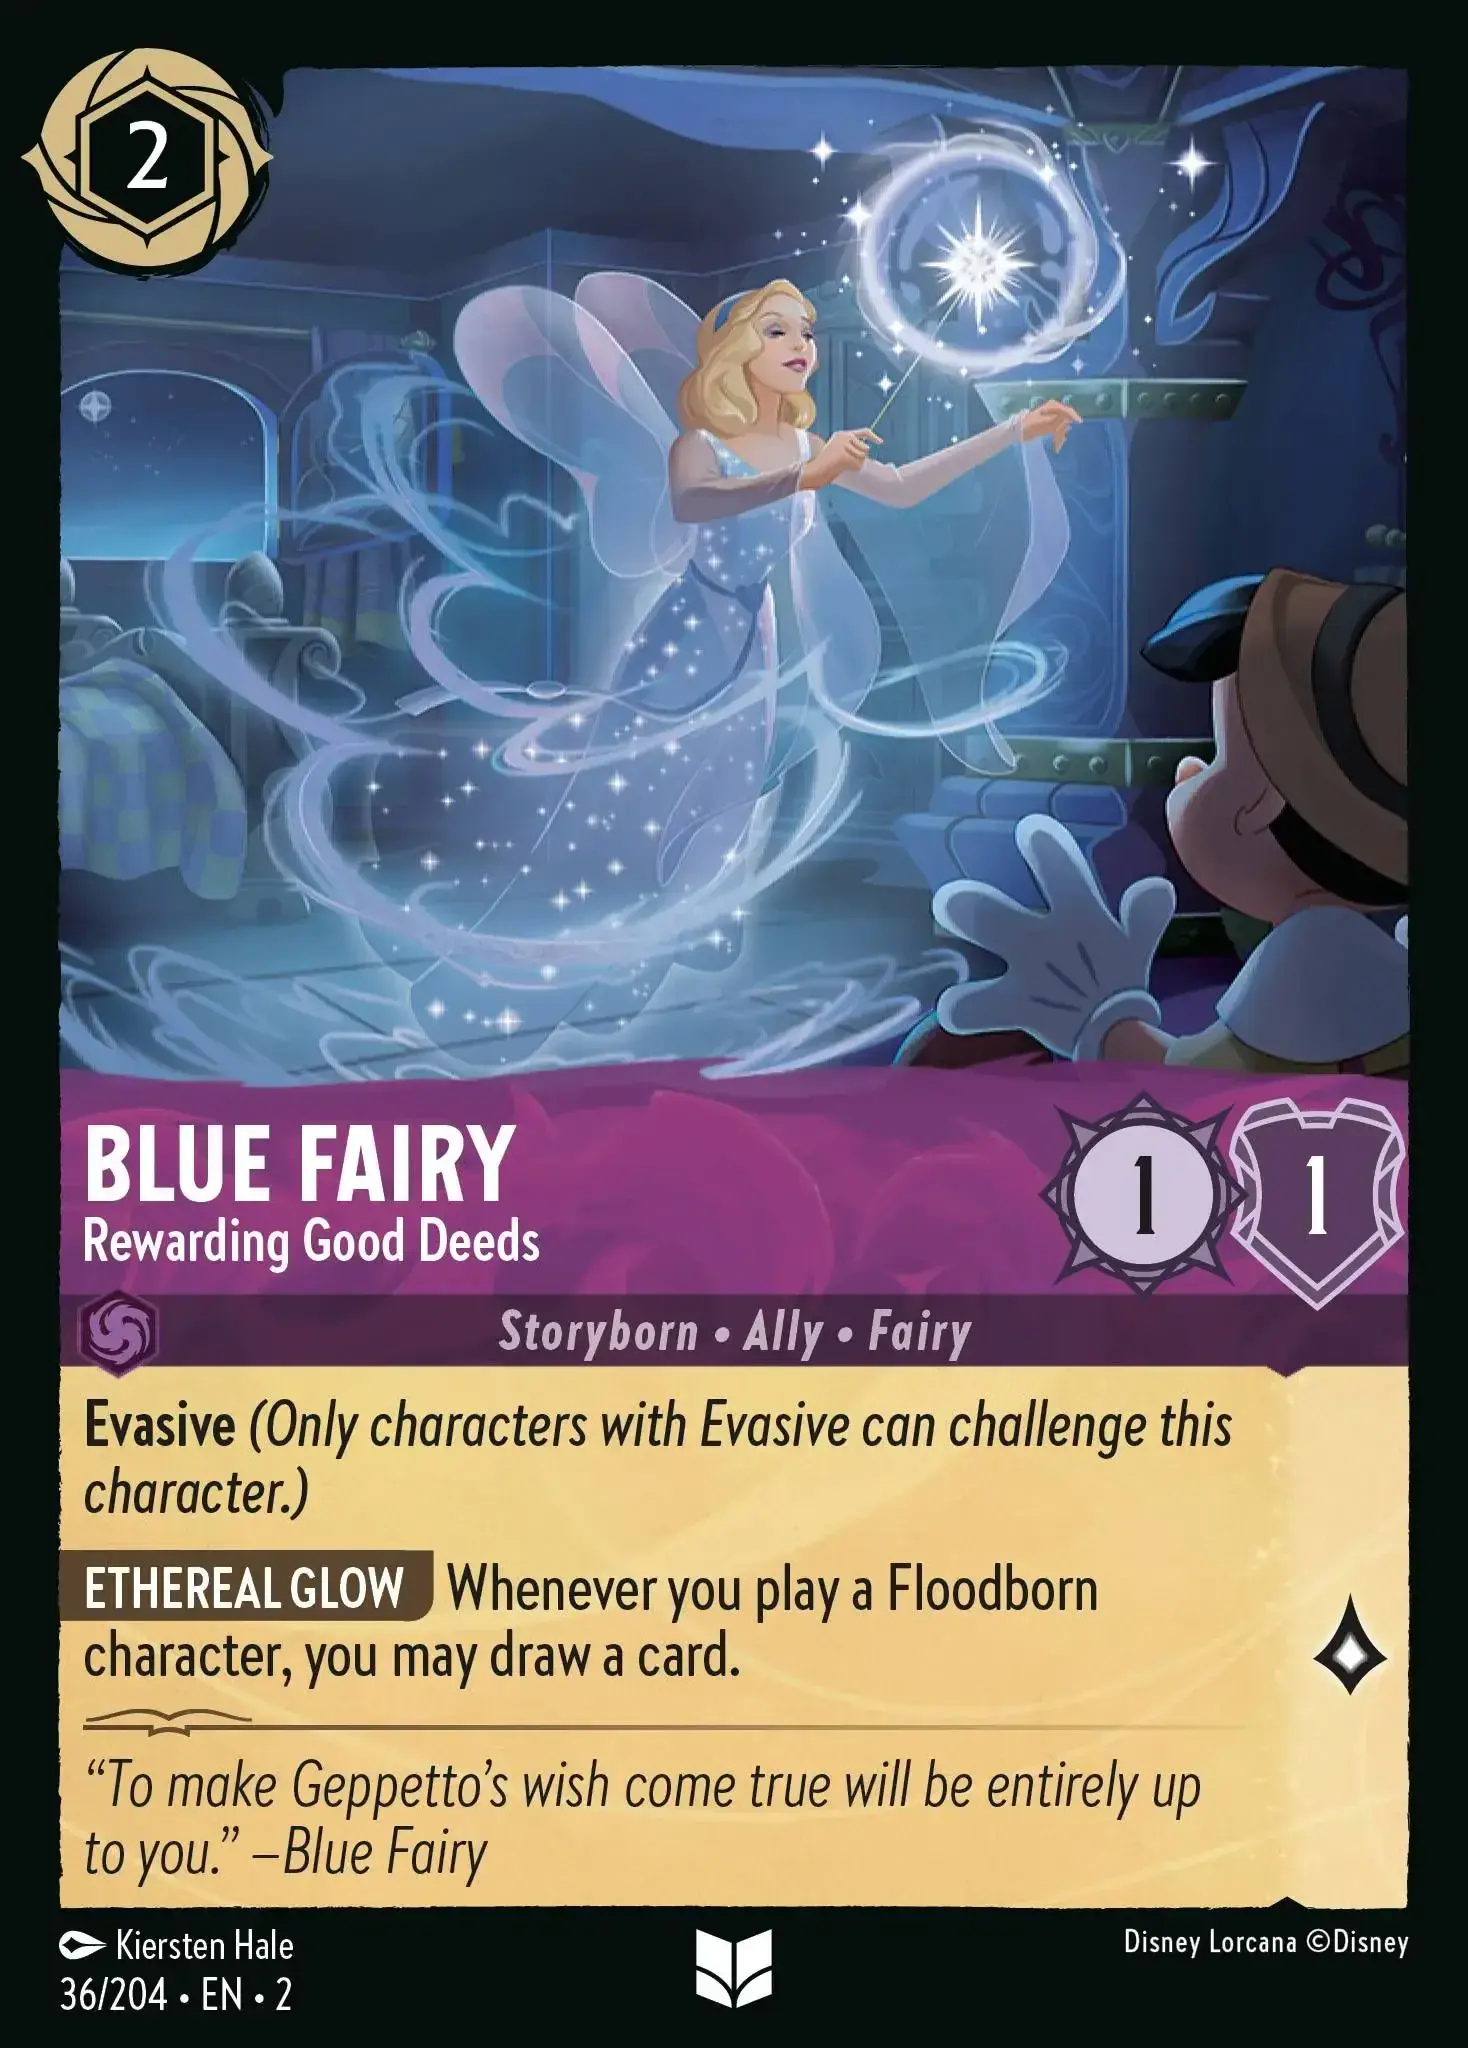 2
BLUE FAIRY
Rewarding Good Deeds
1
1
Storyborn • Ally • Fairy
Evasive (Only characters with Evasive can challenge this
character.)
ETHEREAL GLOW Whenever you play a Floodborn
character, you may draw a card.
“To make Geppetto’s wish come true will be entirely up
to you.” –Blue Fairy
Kiersten Hale
Disney Lorcana ©Disney
36/204 • EN • 2